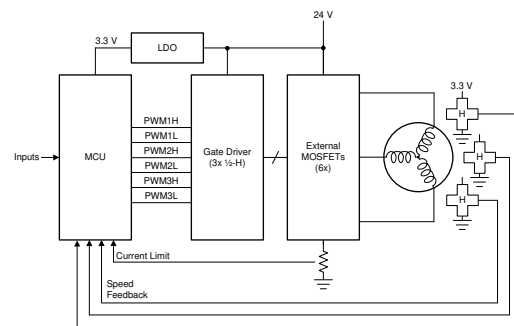 24 V
3.3 V
LDO
3.3 V
H
PWM1H
PWM1L
PWM2H
PWM2L
PWM3H
PWM3L
Inputs
MCU
Gate Driver
(3x ½-H)
External
MOSFETs
(6x)
H
H
Current Limit
Speed
Feedback